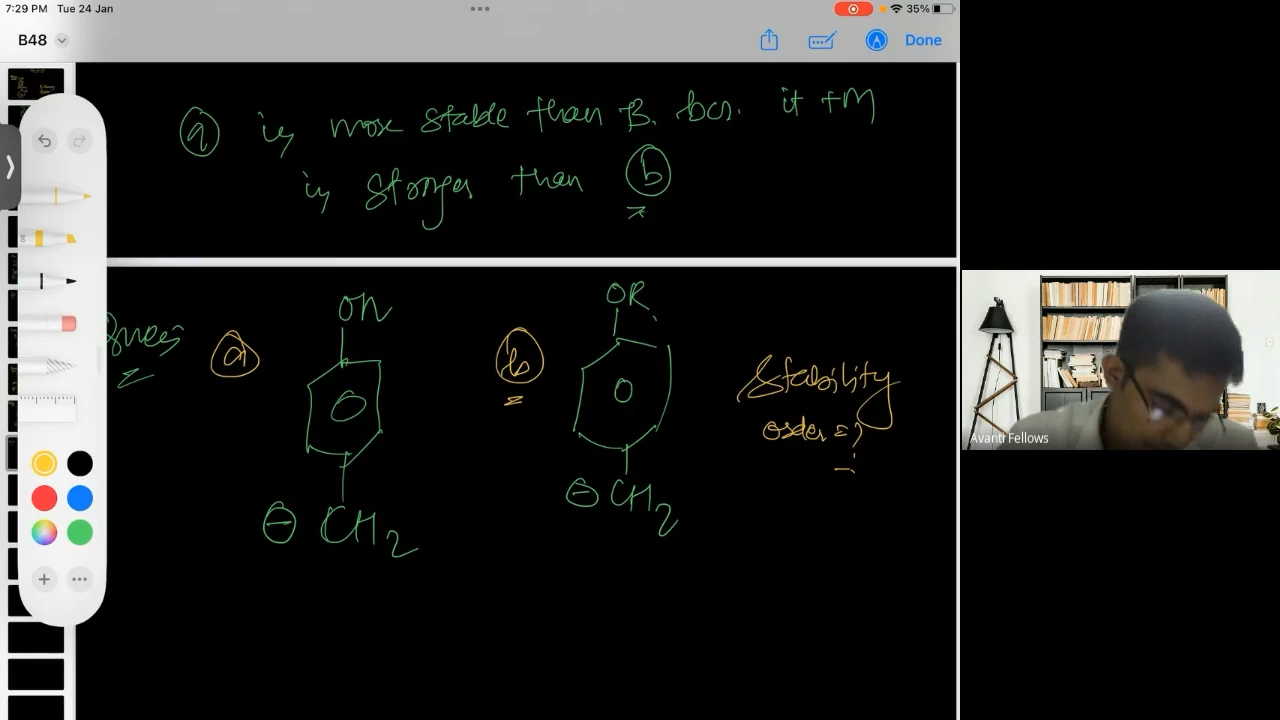 7:29 PM Tue 24 Jan
35%
B48
Done
a is more stable than B. bcs. it +M
is stronger than b
Ques
a
OH
⊖ CH2
b
OR
⊖ CH2
Stability
order = ?
Avanti Fellows